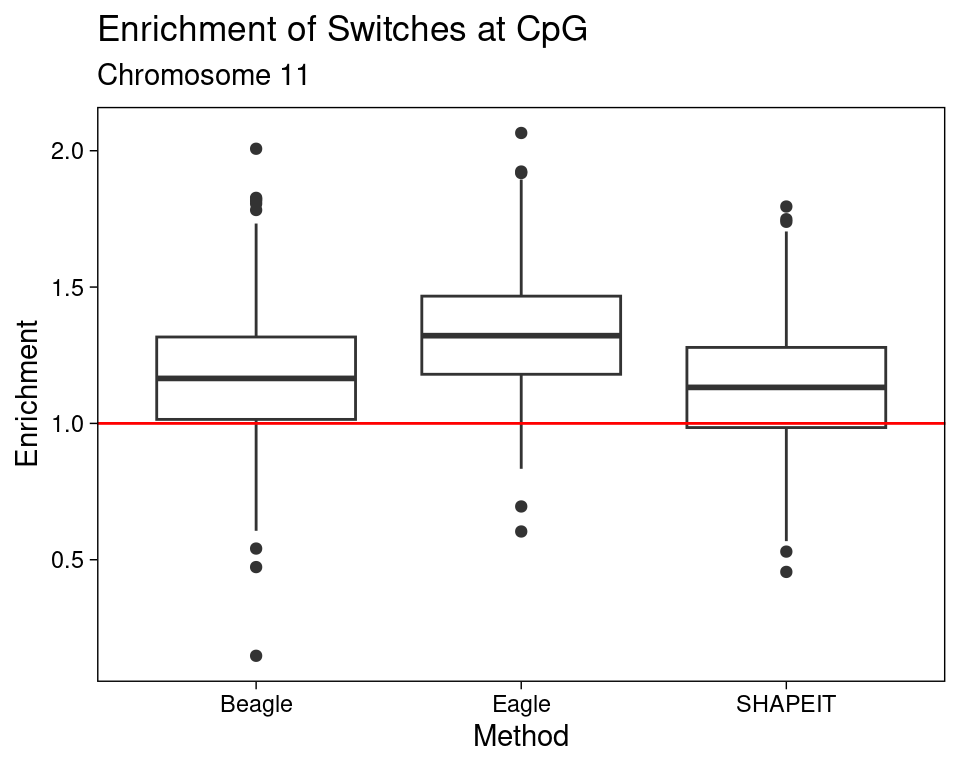 Enrichment of Switches at CpG
Chromosome 11
2.0
1.5
1.0
0.5
Enrichment
Beagle Eagle SHAPEIT
Method